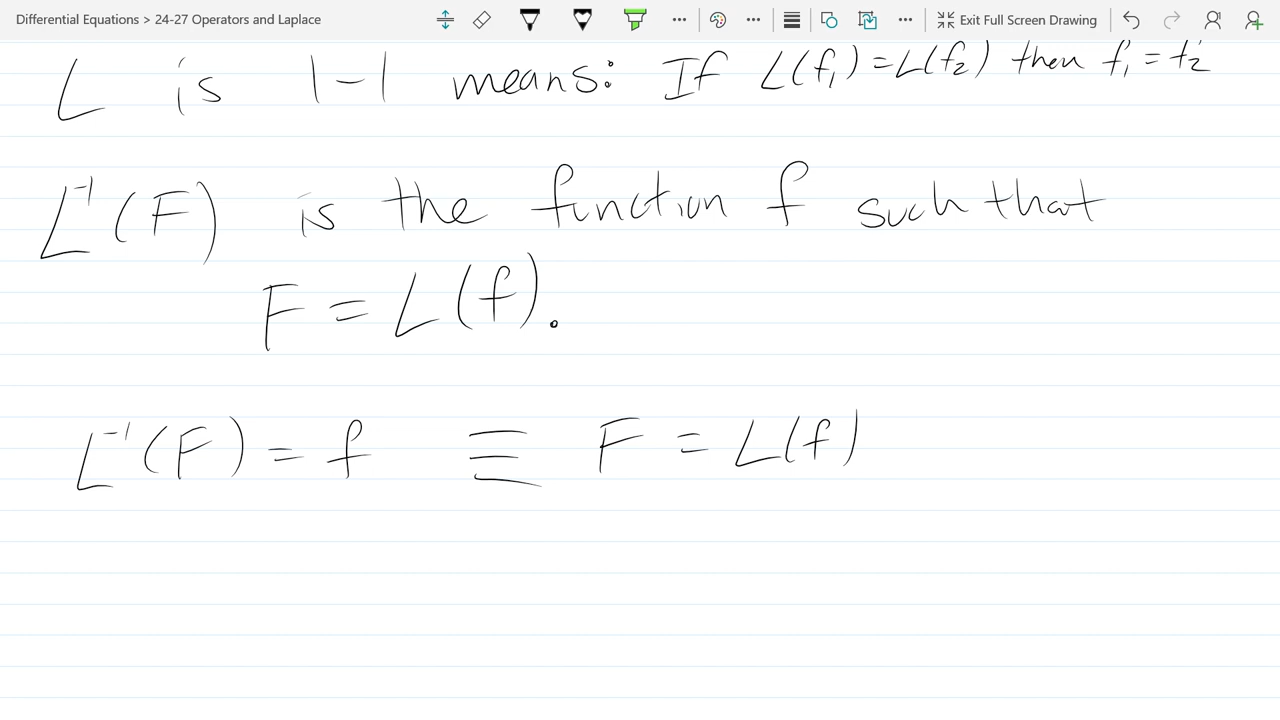 Differential Equations > 24-27 Operators and Laplace
Exit Full Screen Drawing
L is 1-1 means: If L(f₁)=L(f₂) then f₁=f₂
L⁻¹(F) is the function f such that
F = L(f).
L⁻¹(F) = f ≡ F = L(f)